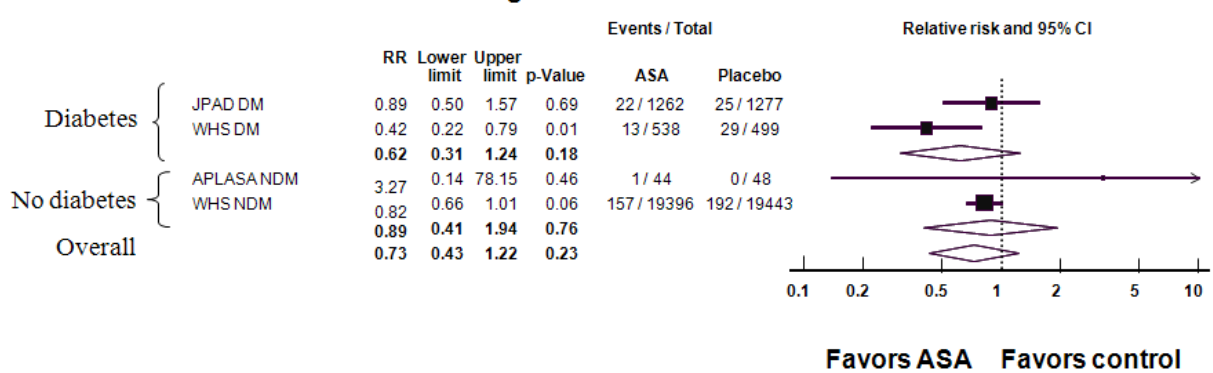 Events / Total Relative risk and 95% CI
RR Lower limit Upper limit p-Value ASA Placebo
Diabetes
JPAD DM 0.89 0.50 1.57 0.69 22 / 1262 25 / 1277
WHS DM 0.42 0.22 0.79 0.01 13 / 538 29 / 499
0.62 0.31 1.24 0.18
No diabetes
APLASA NDM 3.27 0.14 78.15 0.46 1 / 44 0 / 48
WHS NDM 0.82 0.66 1.01 0.06 157 / 19396 192 / 19443
0.89 0.41 1.94 0.76
Overall 0.73 0.43 1.22 0.23
0.1 0.2 0.5 1 2 5 10
Favors ASA Favors control